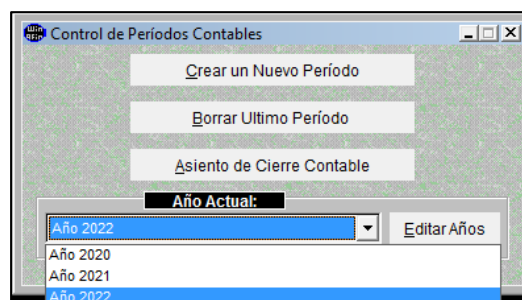 Control de Períodos Contables
Crear un Nuevo Período
Borrar Ultimo Período
Asiento de Cierre Contable
Año Actual:
Año 2022
Editar Años
Año 2020
Año 2021
Año 2022